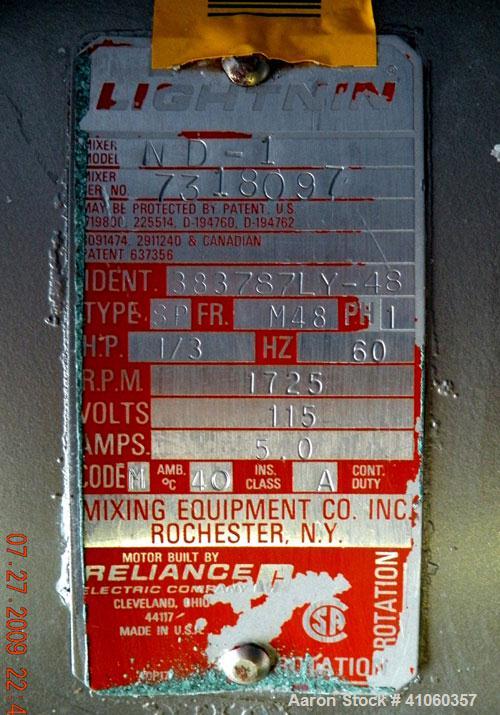 LIGHTNIN ®
MIXER MODEL ND-1
MIXER SER NO. 7318097
MAY BE PROTECTED BY PATENT U.S
719800, 225514, D-194760, D-194762
3091474, 2911240 & CANADIAN
PATENT 637356
IDENT. 383787LY-48
TYPE SP FR. M48 PH 1
H.P. 1/3 HZ 60
R.P.M. 1725
VOLTS 115
AMPS. 5.0
CODE M AMB. °C 40 INS. CLASS A CONT. DUTY
MIXING EQUIPMENT CO. INC.
ROCHESTER, N.Y.
MOTOR BUILT BY
RELIANCE
ELECTRIC COMPANY
CLEVELAND, OHIO
44117
MADE IN U.S.A.
SA
ROTATION
ROTATION
07.27.2009 22:4
Aaron Stock # 41060357